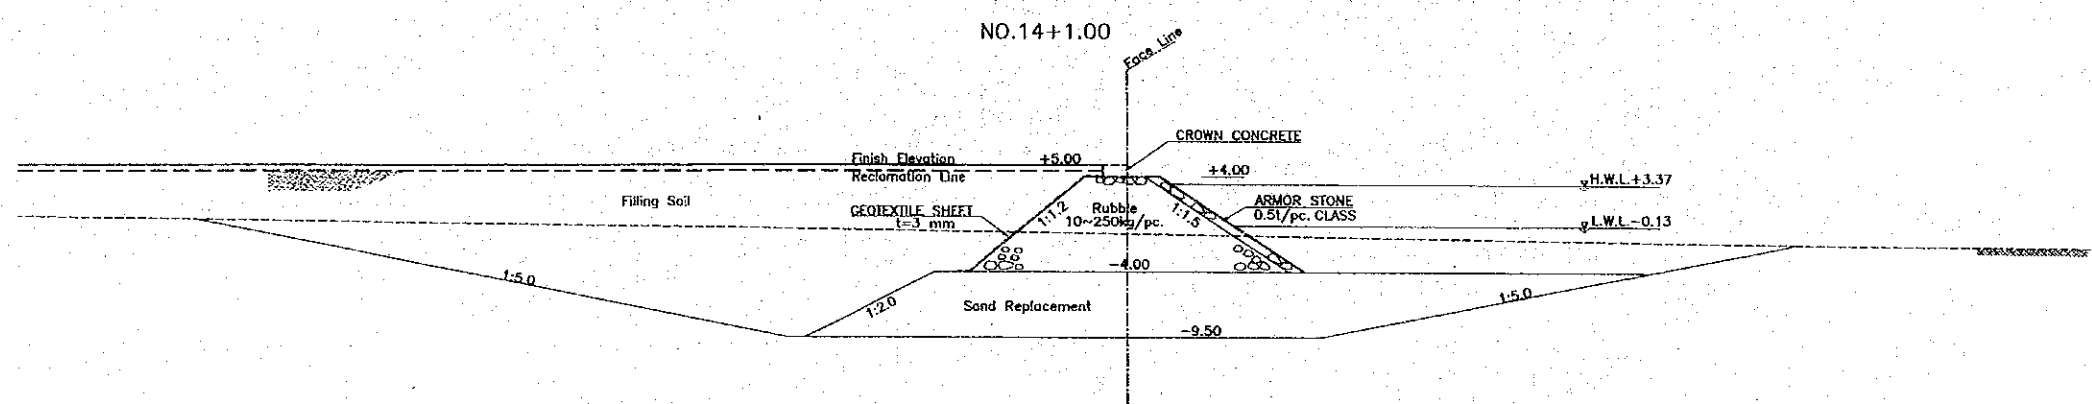 NO.14+1.00
Face Line
CROWN CONCRETE
Finish Elevation
+5.00
Reclamation Line
+4.00
H.W.L.+3.37
Filling Soil
GEOTEXTILE SHEET
t=3 mm
1:1.2
Rubble
10~250kg/pc.
1:1.5
ARMOR STONE
0.5t/pc. CLASS
L.W.L.-0.13
-4.00
1:5.0
1:2.0
Sand Replacement
1:5.0
-9.50